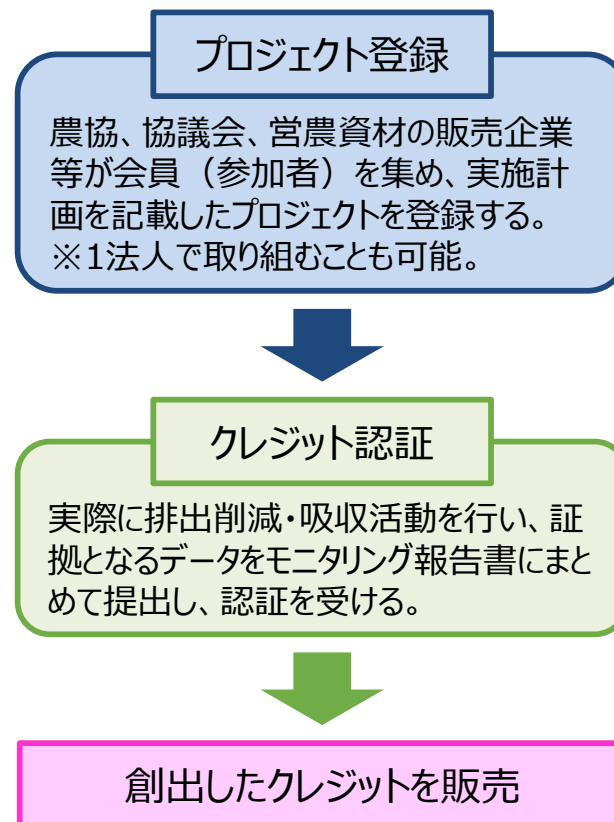 プロジェクト登録
農協、協議会、営農資材の販売企業
等が会員（参加者）を集め、実施計
画を記載したプロジェクトを登録する。
※1法人で取り組むことも可能。
クレジット認証
実際に排出削減・吸収活動を行い、証
拠となるデータをモニタリング報告書にまと
めて提出し、認証を受ける。
創出したクレジットを販売